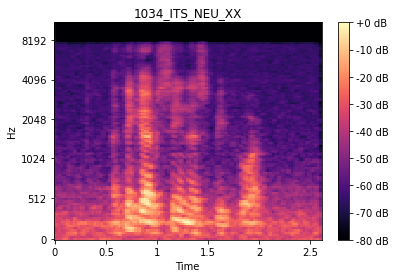 1034_ITS_NEU_XX
+0 dB
8192
-10 dB
4096
-20 dB
-30 dB
2048
Hz
-40 dB
1024
-50 dB
512
-60 dB
-70 dB
0
-80 dB
0 0.5 1 1.5 2 2.5
Time